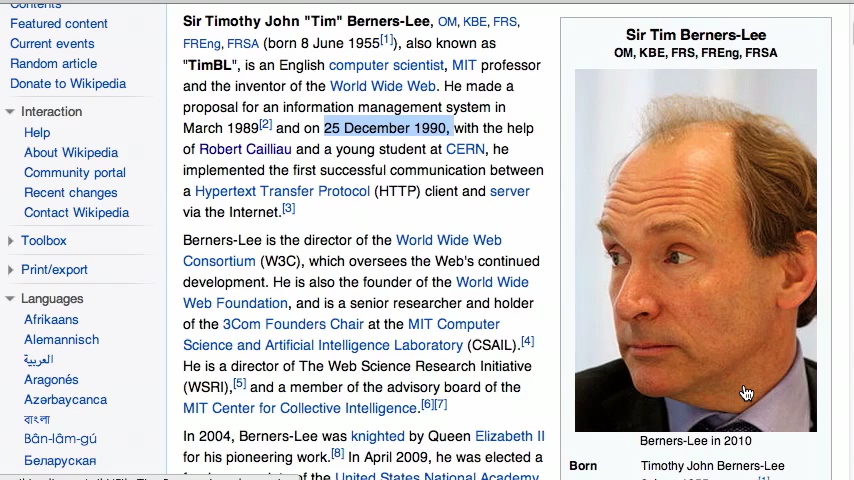 Contents
Featured content
Current events
Random article
Donate to Wikipedia
Interaction
Help
About Wikipedia
Community portal
Recent changes
Contact Wikipedia
Toolbox
Print/export
Languages
Afrikaans
Alemannisch
العربية
Aragonés
Azərbaycanca
বাংলা
Bân-lâm-gú
Беларуская
Sir Timothy John "Tim" Berners-Lee, OM, KBE, FRS,
FREng, FRSA (born 8 June 1955[1]), also known as
"TimBL", is an English computer scientist, MIT professor
and the inventor of the World Wide Web. He made a
proposal for an information management system in
March 1989[2] and on 25 December 1990, with the help
of Robert Cailliau and a young student at CERN, he
implemented the first successful communication between
a Hypertext Transfer Protocol (HTTP) client and server
via the Internet.[3]
Berners-Lee is the director of the World Wide Web
Consortium (W3C), which oversees the Web's continued
development. He is also the founder of the World Wide
Web Foundation, and is a senior researcher and holder
of the 3Com Founders Chair at the MIT Computer
Science and Artificial Intelligence Laboratory (CSAIL).[4]
He is a director of The Web Science Research Initiative
(WSRI),[5] and a member of the advisory board of the
MIT Center for Collective Intelligence.[6][7]
In 2004, Berners-Lee was knighted by Queen Elizabeth II
for his pioneering work.[8] In April 2009, he was elected a
United States National Academy
Sir Tim Berners-Lee
OM, KBE, FRS, FREng, FRSA
Berners-Lee in 2010
Born Timothy John Berners-Lee